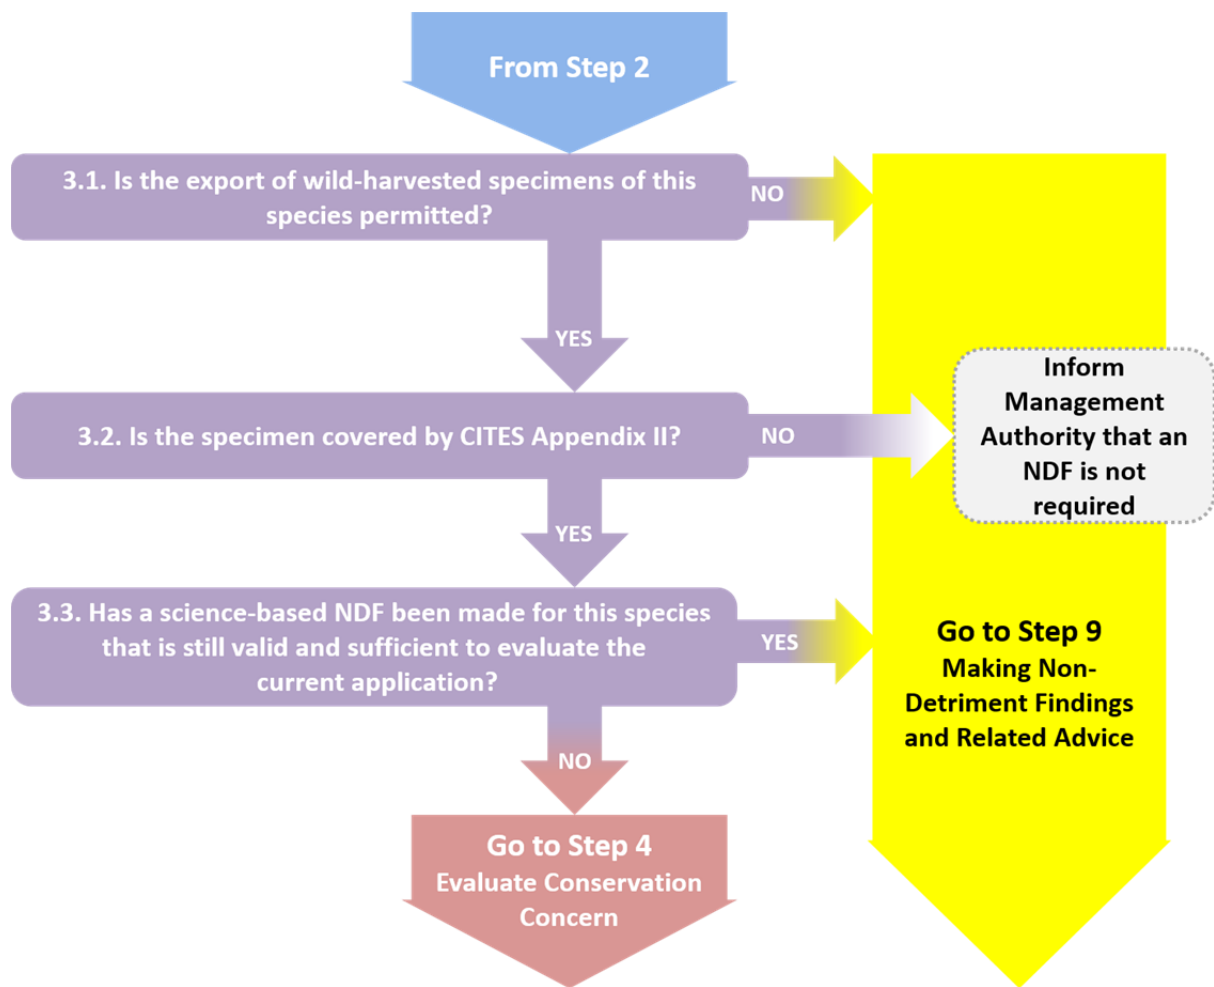 From Step 2
3.1. Is the export of wild-harvested specimens of this
species permitted?
NO
YES
3.2. Is the specimen covered by CITES Appendix II?
NO
Inform
Management
Authority that an
NDF is not
required
YES
3.3. Has a science-based NDF been made for this species
that is still valid and sufficient to evaluate the
current application?
YES
Go to Step 9
Making Non-
Detriment Findings
and Related Advice
NO
Go to Step 4
Evaluate Conservation
Concern